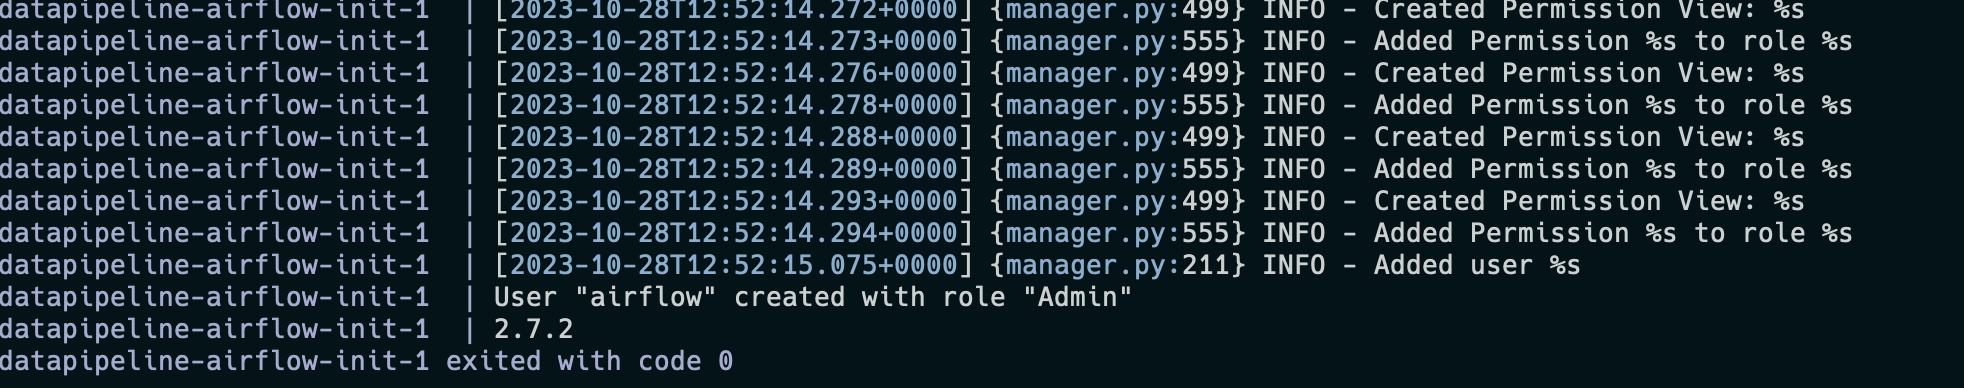 datapipeline-airflow-init-1 | [2023-10-28T12:52:14.272+0000] {manager.py:499} INFO - Created Permission View: %s
datapipeline-airflow-init-1 | [2023-10-28T12:52:14.273+0000] {manager.py:555} INFO - Added Permission %s to role %s
datapipeline-airflow-init-1 | [2023-10-28T12:52:14.276+0000] {manager.py:499} INFO - Created Permission View: %s
datapipeline-airflow-init-1 | [2023-10-28T12:52:14.278+0000] {manager.py:555} INFO - Added Permission %s to role %s
datapipeline-airflow-init-1 | [2023-10-28T12:52:14.288+0000] {manager.py:499} INFO - Created Permission View: %s
datapipeline-airflow-init-1 | [2023-10-28T12:52:14.289+0000] {manager.py:555} INFO - Added Permission %s to role %s
datapipeline-airflow-init-1 | [2023-10-28T12:52:14.293+0000] {manager.py:499} INFO - Created Permission View: %s
datapipeline-airflow-init-1 | [2023-10-28T12:52:14.294+0000] {manager.py:555} INFO - Added Permission %s to role %s
datapipeline-airflow-init-1 | [2023-10-28T12:52:15.075+0000] {manager.py:211} INFO - Added user %s
datapipeline-airflow-init-1 | User "airflow" created with role "Admin"
datapipeline-airflow-init-1 | 2.7.2
datapipeline-airflow-init-1 exited with code 0